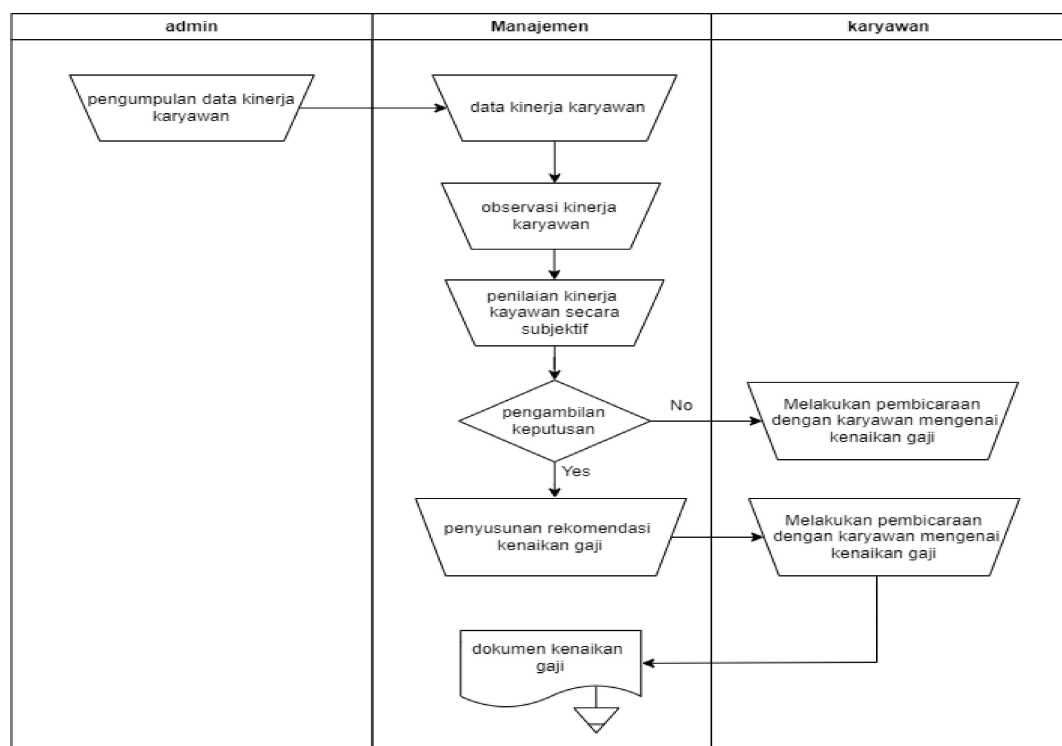 admin
Manajemen
karyawan
pengumpulan data kinerja
karyawan
data kinerja karyawan
observasi kinerja
karyawan
penilaian kinerja
kayawan secara
subjektif
pengambilan
keputusan
No
Melakukan pembicaraan
dengan karyawan mengenai
kenaikan gaji
Yes
penyusunan rekomendasi
kenaikan gaji
Melakukan pembicaraan
dengan karyawan mengenai
kenaikan gaji
dokumen kenaikan
gaji